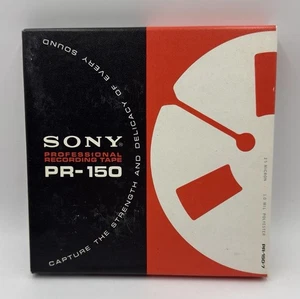 SONY®
PROFESSIONAL
RECORDING TAPE
PR-150
CAPTURE THE STRENGTH AND DELICACY OF EVERY SOUND